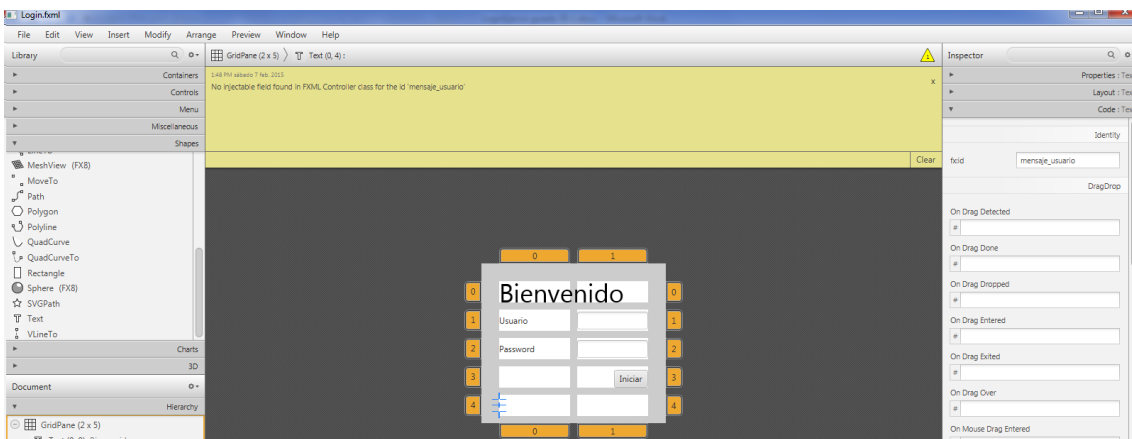 Login.fxml
File Edit View Insert Modify Arrange Preview Window Help
Library
GridPane (2 x 5) Text (0, 4) :
Inspector
Containers
Controls
Menu
Miscellaneous
Shapes
MeshView (FX8)
MoveTo
Path
Polygon
Polyline
QuadCurve
QuadCurveTo
Rectangle
Sphere (FX8)
SVGPath
Text
VLineTo
Charts
3D
Document
Hierarchy
GridPane (2 x 5)
1:48 PM sábado 7 feb. 2015
No injectable field found in FXML Controller class for the id 'mensaje_usuario'
x
Clear
0 1
0 Bienvenido 0
1 Usuario 1
2 Password 2
3 Iniciar 3
4 4
0 1
Properties : Tex
Layout : Tex
Code : Tex
Identity
fx:id mensaje_usuario
DragDrop
On Drag Detected
#
On Drag Done
#
On Drag Dropped
#
On Drag Entered
#
On Drag Exited
#
On Drag Over
#
On Mouse Drag Entered